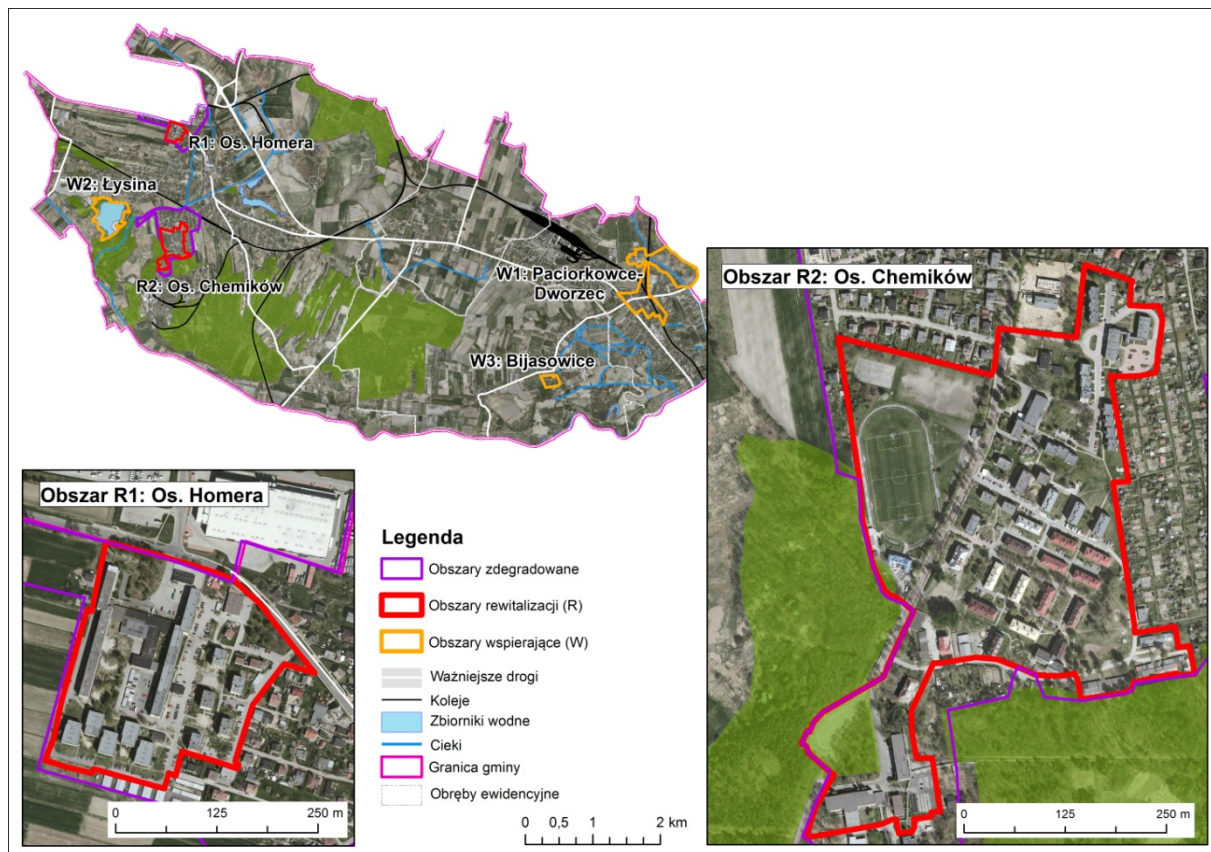 R1: Os. Homera
W2: Łysina
R2: Os. Chemików
W1: Paciorkowce-
Dworzec
W3: Bijasowice
Obszar R2: Os. Chemików
0 125 250 m
Obszar R1: Os. Homera
0 125 250 m
Legenda
Obszary zdegradowane
Obszary rewitalizacji (R)
Obszary wspierające (W)
Ważniejsze drogi
Koleje
Zbiorniki wodne
Cieki
Granica gminy
Obręby ewidencyjne
0 0,5 1 2 km